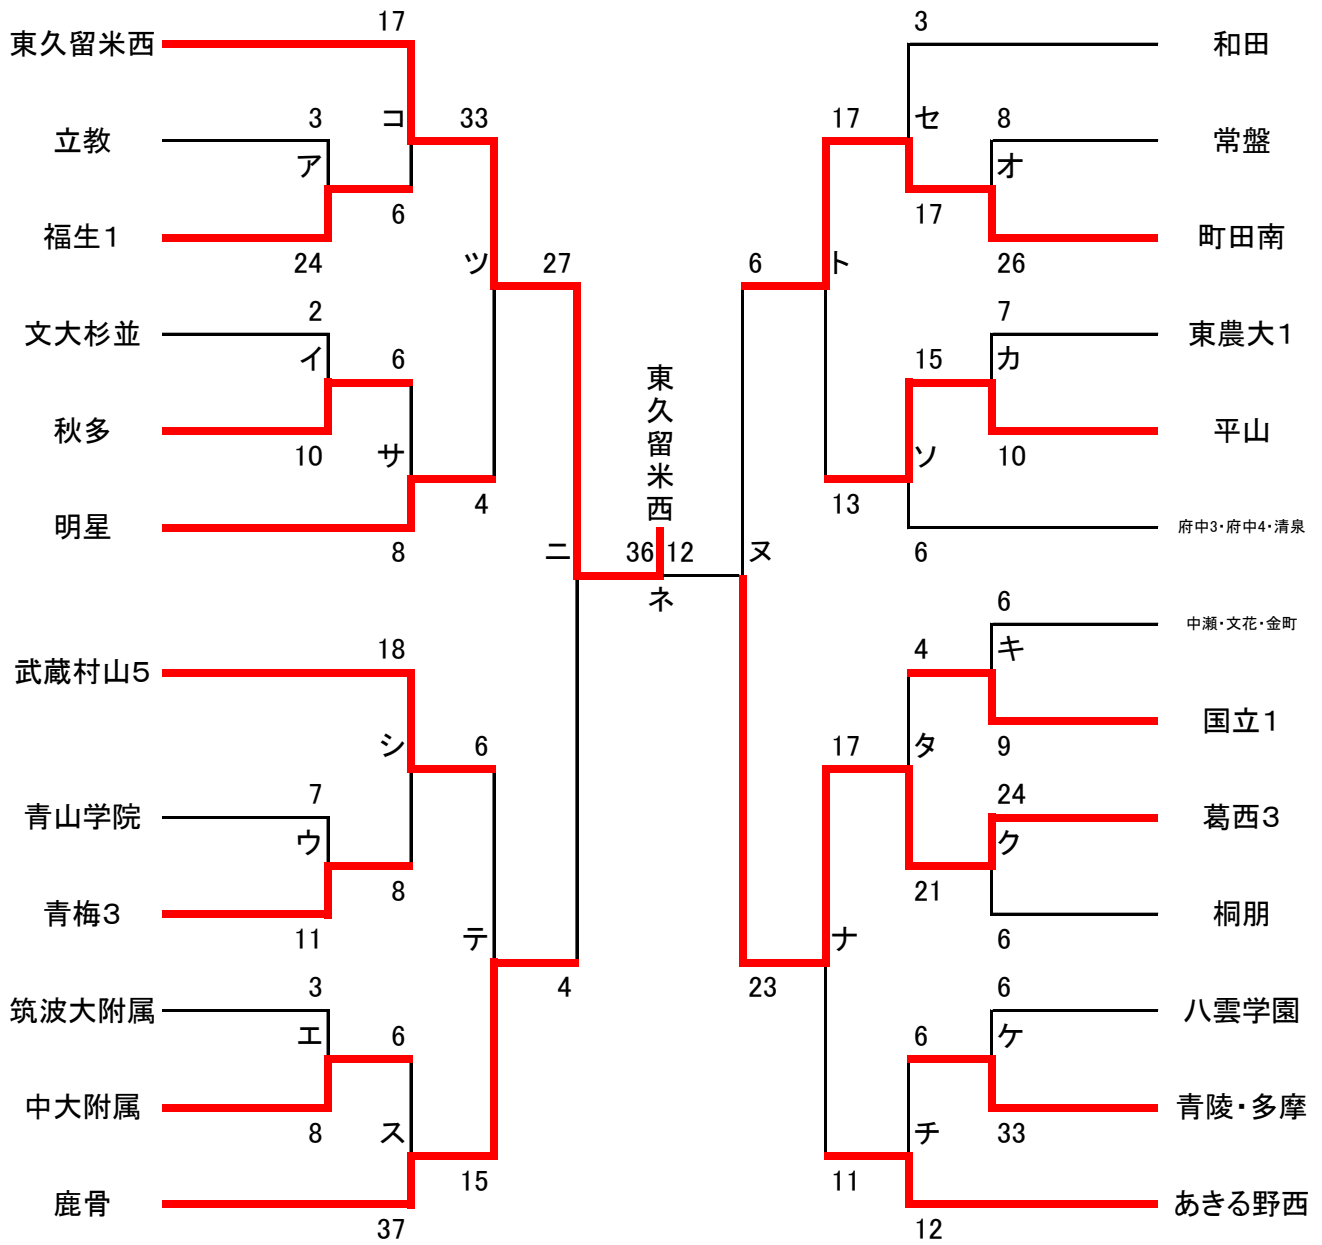 17
東久留米西
3
コ
33
立教
ア
福生１
6
24
ツ
27
2
文大杉並
イ
6
秋多
10
サ
4
明星
8
ニ
18
武蔵村山５
シ
6
7
青山学院
ウ
8
青梅３
11
テ
4
3
筑波大附属
エ
6
中大附属
8
ス
15
鹿骨
37
東久留米西
36
12
ネ
3
和田
17
セ
8
常盤
オ
17
町田南
26
6
ト
7
東農大１
15
カ
平山
10
ソ
13
府中３・府中４・清泉
6
ヌ
6
中瀬・文花・金町
4
キ
国立１
9
17
タ
24
葛西３
ク
21
桐朋
6
ナ
23
6
八雲学園
6
ケ
青陵・多摩
33
チ
11
あきる野西
12